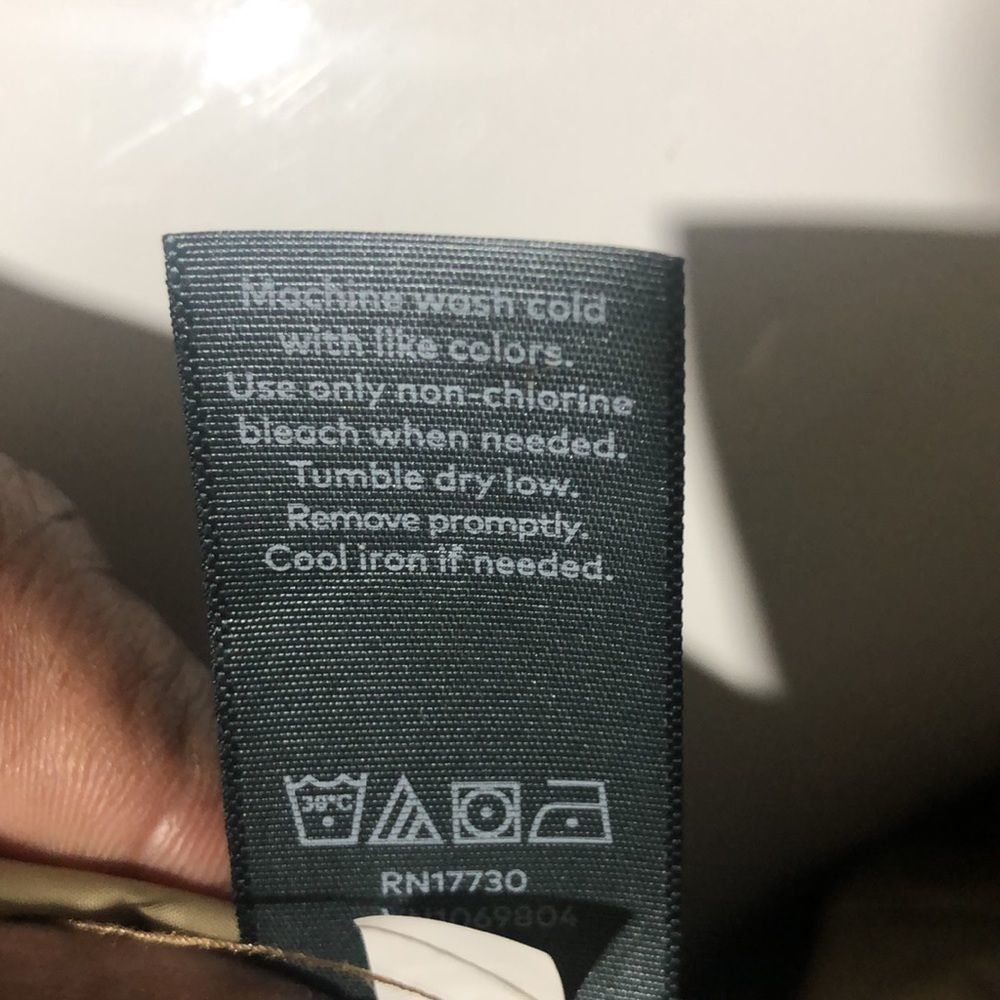 Machine wash cold
with like colors.
Use only non-chlorine
bleach when needed.
Tumble dry low.
Remove promptly.
Cool iron if needed.
30°C
RN17730